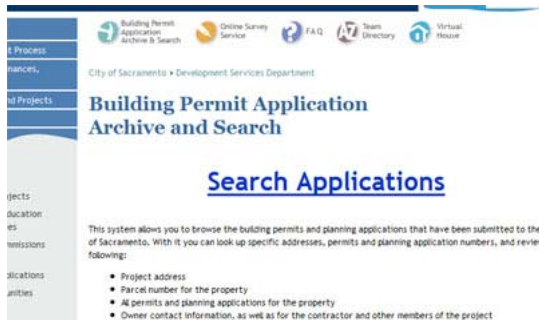 Building Permit
Application
Archive & Search
Online Survey
Service
FAQ
A-Z
Team
Directory
Virtual
House
t Process
nances,
nd Projects
City of Sacramento • Development Services Department
Building Permit Application
Archive and Search
Search Applications
jects
ducation
es
mmissions
plications
unities
This system allows you to browse the building permits and planning applications that have been submitted to the
of Sacramento. With it you can look up specific addresses, permits and planning application numbers, and revie
following:
• Project address
• Parcel number for the property
• All permits and planning applications for the property
• Owner contact information, as well as for the contractor and other members of the project